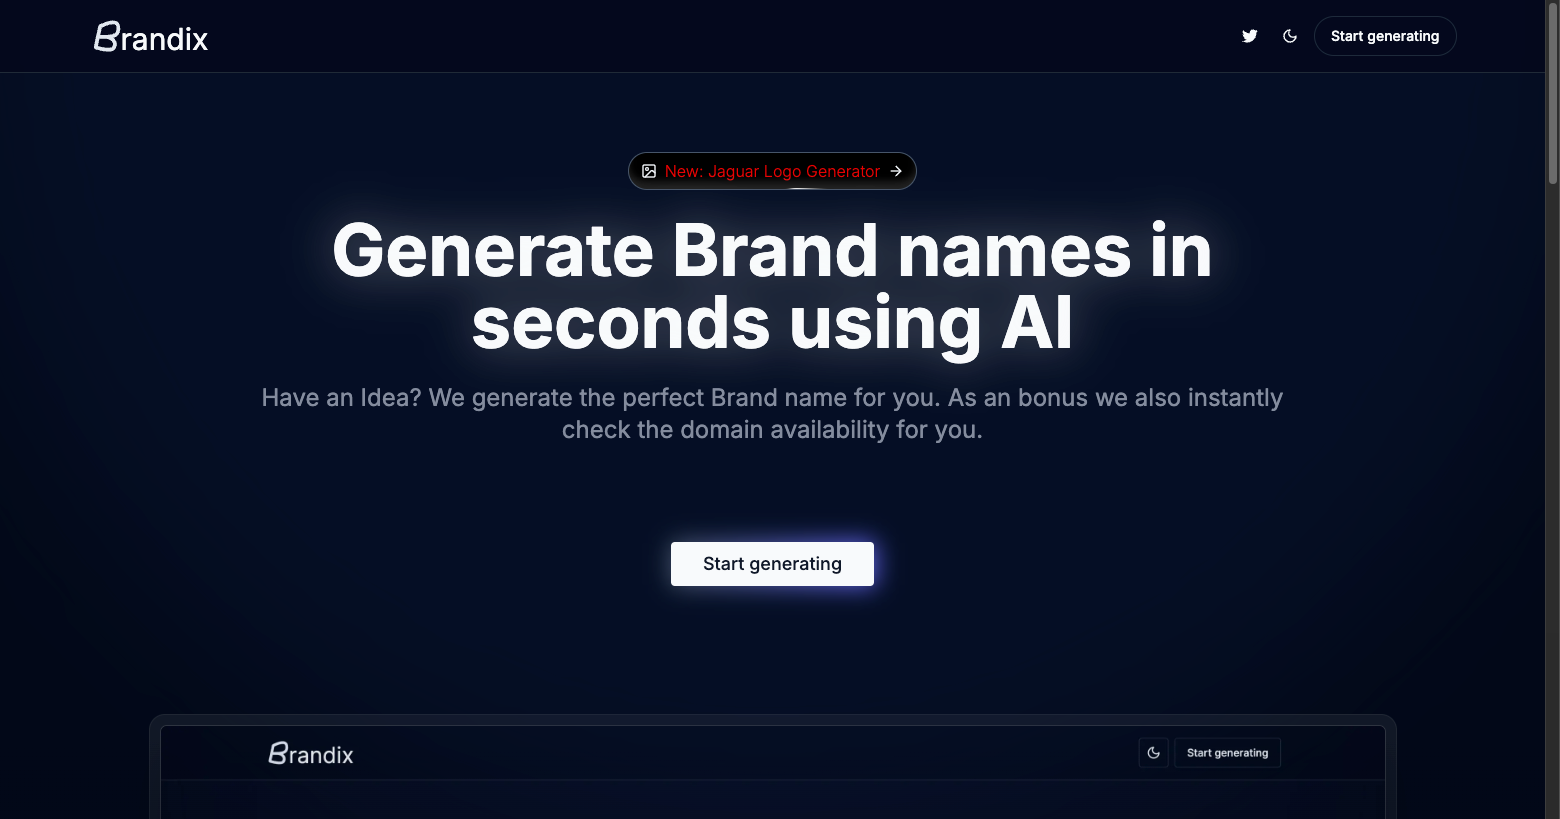 Brandix
Start generating
New: Jaguar Logo Generator
Generate Brand names in
seconds using AI
Have an Idea? We generate the perfect Brand name for you. As an bonus we also instantly
check the domain availability for you.
Start generating
Brandix
Start generating